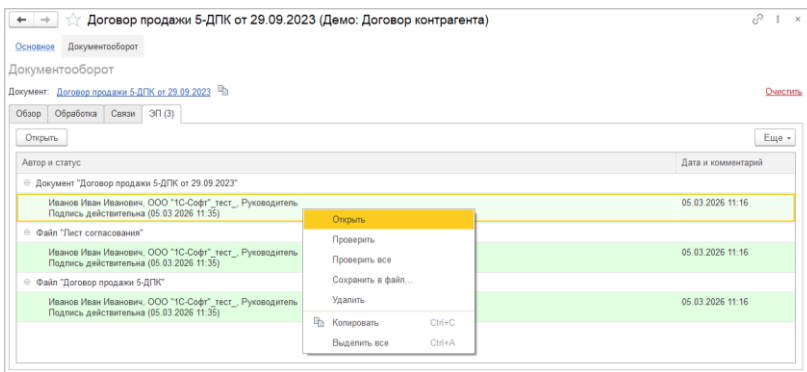 Договор продажи 5-ДПК от 29.09.2023 (Демо: Договор контрагента)
Основное Документооборот
Документооборот
Документ: Договор продажи 5-ДПК от 29.09.2023 Очистить
Обзор Обработка Связи ЭП (3)
Открыть Еще
Автор и статус Дата и комментарий
Документ "Договор продажи 5-ДПК от 29.09.2023"
Иванов Иван Иванович, ООО "1С-Софт"_тест_, Руководитель 05.03.2026 11:16
Подпись действительна (05.03.2026 11:35)
Файл "Лист согласования"
Иванов Иван Иванович, ООО "1С-Софт"_тест_, Руководитель 05.03.2026 11:16
Подпись действительна (05.03.2026 11:35)
Файл "Договор продажи 5-ДПК"
Иванов Иван Иванович, ООО "1С-Софт"_тест_, Руководитель 05.03.2026 11:16
Подпись действительна (05.03.2026 11:35)
Открыть
Проверить
Проверить все
Сохранить в файл...
Удалить
Копировать Ctrl+C
Выделить все Ctrl+A